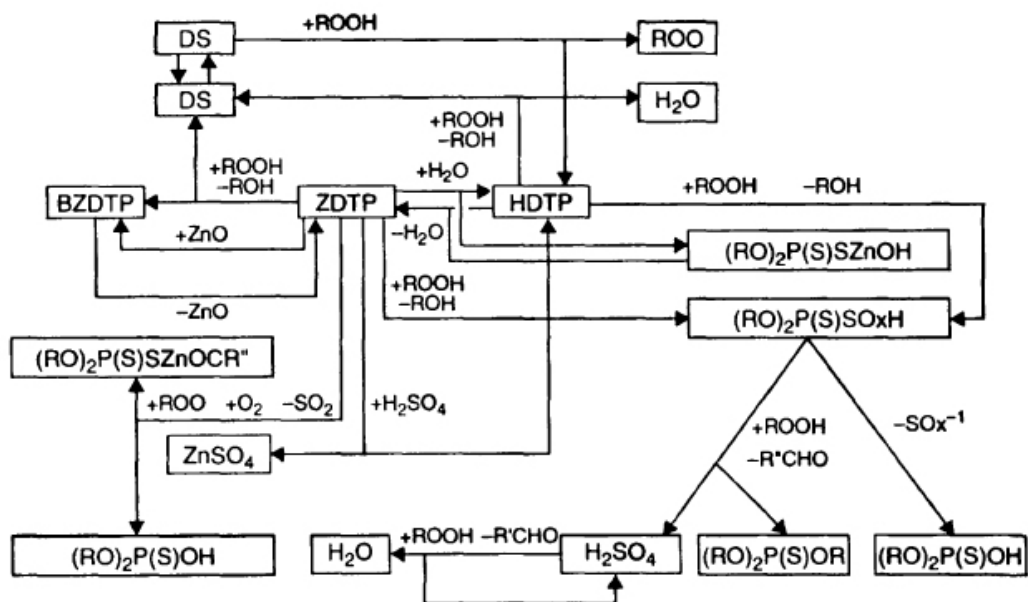 +ROOH
DS
ROO
DS
H₂O
+ROOH
–ROH
+ROOH
–ROH
+H₂O
+ROOH –ROH
BZDTP
ZDTP
HDTP
+ZnO
–H₂O
(RO)₂P(S)SZnOH
+ROOH
–ROH
–ZnO
(RO)₂P(S)SOxH
(RO)₂P(S)SZnOCR"
+ROO +O₂ –SO₂
+H₂SO₄
+ROOH
–SOx⁻¹
ZnSO₄
–R"CHO
+ROOH –R'CHO
(RO)₂P(S)OH
H₂O
H₂SO₄
(RO)₂P(S)OR
(RO)₂P(S)OH